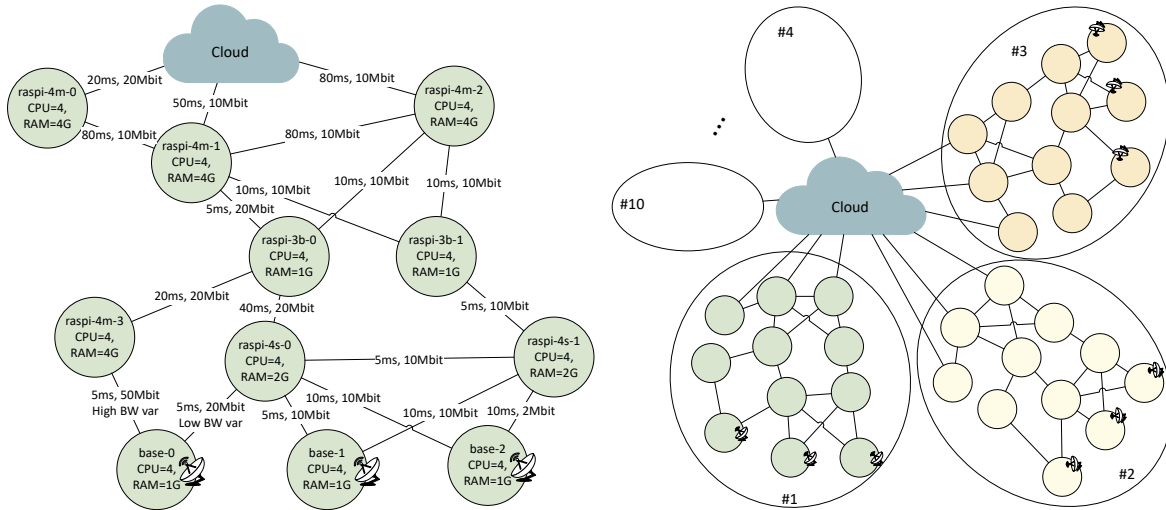 Cloud
20ms, 20Mbit
80ms, 10Mbit
raspi-4m-0
CPU=4,
RAM=4G
50ms, 10Mbit
raspi-4m-2
CPU=4,
RAM=4G
80ms, 10Mbit
raspi-4m-1
CPU=4,
RAM=4G
80ms, 10Mbit
10ms, 10Mbit
10ms, 10Mbit
10ms, 10Mbit
5ms, 20Mbit
raspi-3b-0
CPU=4,
RAM=1G
raspi-3b-1
CPU=4,
RAM=1G
20ms, 20Mbit
40ms, 20Mbit
5ms, 10Mbit
raspi-4m-3
CPU=4,
RAM=4G
raspi-4s-0
CPU=4,
RAM=2G
5ms, 10Mbit
raspi-4s-1
CPU=4,
RAM=2G
5ms, 50Mbit
High BW var
5ms, 20Mbit
Low BW var
5ms, 10Mbit
10ms, 10Mbit
10ms, 10Mbit
10ms, 2Mbit
base-0
CPU=4,
RAM=1G
base-1
CPU=4,
RAM=1G
base-2
CPU=4,
RAM=1G
#4
#3
#10
Cloud
#1
#2